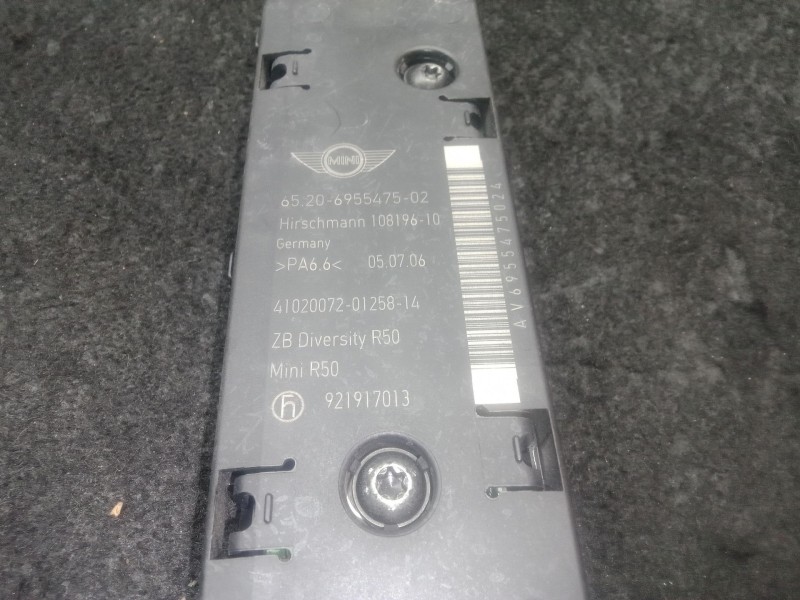 MINI
65.20-6955475-02
Hirschmann 108196-10
Germany
>PA6.6< 05.07.06
41020072-01258-14
ZB Diversity R50
Mini R50
h 921917013
AV6955475024